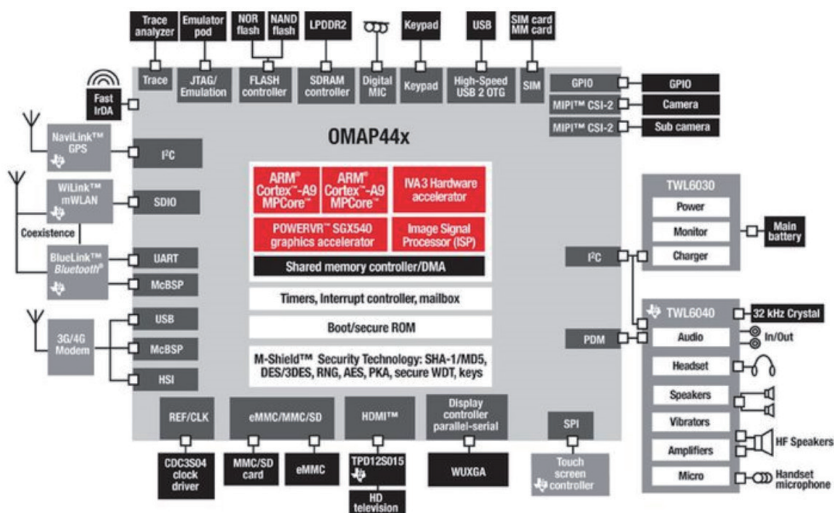 Trace
analyzer
Emulator
pod
NOR
flash
NAND
flash
LPDDR2
Keypad
USB
SIM card
MM card
Trace
JTAG/
Emulation
FLASH
controller
SDRAM
controller
Digital
MIC
Keypad
High-Speed
USB 2 OTG
SIM
GPIO
GPIO
MIPI™ CSI-2
Camera
MIPI™ CSI-2
Sub camera
Fast
IrDA
OMAP44x
NaviLink™
GPS
I²C
WiLink™
mWLAN
SDIO
Coexistence
BlueLink™
Bluetooth®
UART
McBSP
3G/4G
Modem
USB
McBSP
HSI
ARM®
Cortex™-A9
MPCore™
ARM®
Cortex™-A9
MPCore™
IVA3 Hardware
accelerator
POWERVR™ SGX540
graphics accelerator
Image Signal
Processor (ISP)
Shared memory controller/DMA
Timers, Interrupt controller, mailbox
Boot/secure ROM
M-Shield™ Security Technology: SHA-1/MD5,
DES/3DES, RNG, AES, PKA, secure WDT, keys
I²C
PDM
TWL6030
Power
Monitor
Charger
Main
battery
TWL6040
32 kHz Crystal
Audio
In/Out
Headset
Speakers
Vibrators
Amplifiers
HF Speakers
Micro
Handset
microphone
REF/CLK
eMMC/MMC/SD
HDMI™
Display
controller
parallel-serial
SPI
CDC3S04
clock
driver
MMC/SD
card
eMMC
TPD12S015
HD
television
WUXGA
Touch
screen
controller